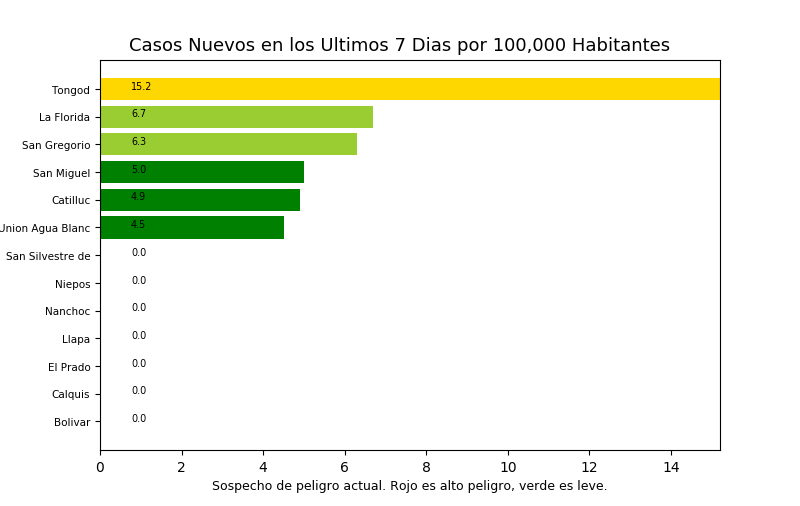 Casos Nuevos en los Ultimos 7 Dias por 100,000 Habitantes
Tongod 15.2
La Florida 6.7
San Gregorio 6.3
San Miguel 5.0
Catilluc 4.9
Union Agua Blanc 4.5
San Silvestre de 0.0
Niepos 0.0
Nanchoc 0.0
Llapa 0.0
El Prado 0.0
Calquis 0.0
Bolivar 0.0
0 2 4 6 8 10 12 14
Sospecho de peligro actual. Rojo es alto peligro, verde es leve.